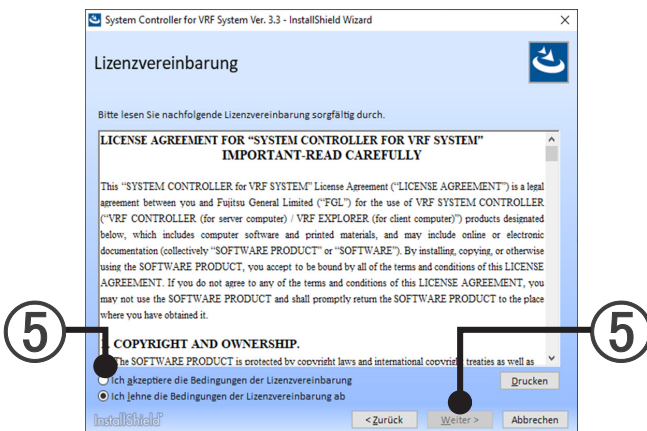 System Controller for VRF System Ver. 3.3 - InstallShield Wizard
Lizenzvereinbarung
Bitte lesen Sie nachfolgende Lizenzvereinbarung sorgfältig durch.
LICENSE AGREEMENT FOR “SYSTEM CONTROLLER FOR VRF SYSTEM”
IMPORTANT-READ CAREFULLY
This “SYSTEM CONTROLLER for VRF SYSTEM” License Agreement (“LICENSE AGREEMENT”) is a legal
agreement between you and Fujitsu General Limited (“FGL”) for the use of VRF SYSTEM CONTROLLER
(“VRF CONTROLLER (for server computer) / VRF EXPLORER (for client computer)”) products designated
below, which includes computer software and printed materials, and may include online or electronic
documentation (collectively “SOFTWARE PRODUCT” or “SOFTWARE”). By installing, copying, or otherwise
using the SOFTWARE PRODUCT, you accept to be bound by all of the terms and conditions of this LICENSE
AGREEMENT. If you do not agree to any of the terms and conditions of this LICENSE AGREEMENT, you
may not use the SOFTWARE PRODUCT and shall promptly return the SOFTWARE PRODUCT to the place
where you have obtained it.
COPYRIGHT AND OWNERSHIP.
The SOFTWARE PRODUCT is protected by copyright laws and international copyright treaties as well as
5
5
Ich akzeptiere die Bedingungen der Lizenzvereinbarung
Drucken
Ich lehne die Bedingungen der Lizenzvereinbarung ab
InstallShield
< Zurück
Weiter >
Abbrechen